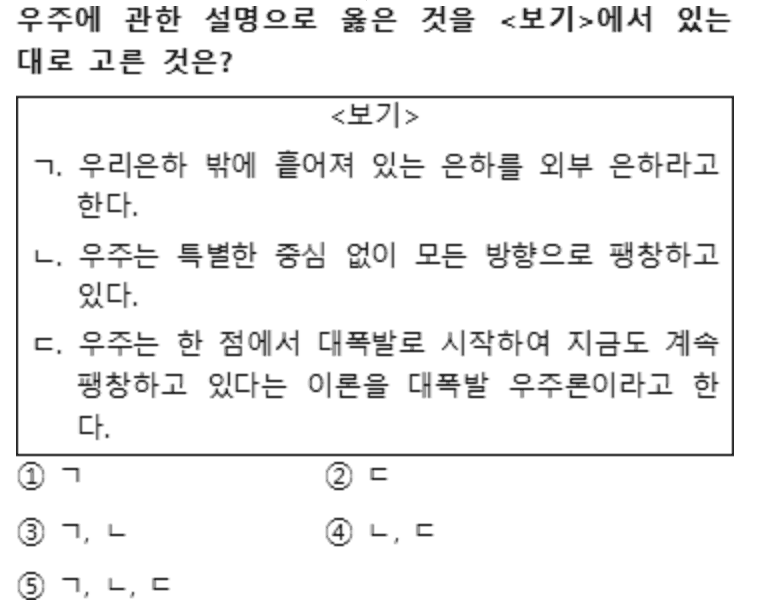 우주에 관한 설명으로 옳은 것을 <보기>에서 있는
대로 고른 것은?
<보기>
ㄱ. 우리은하 밖에 흩어져 있는 은하를 외부 은하라고
한다.
ㄴ. 우주는 특별한 중심 없이 모든 방향으로 팽창하고
있다.
ㄷ. 우주는 한 점에서 대폭발로 시작하여 지금도 계속
팽창하고 있다는 이론을 대폭발 우주론이라고 한
다.
① ㄱ ② ㄷ
③ ㄱ, ㄴ ④ ㄴ, ㄷ
⑤ ㄱ, ㄴ, ㄷ